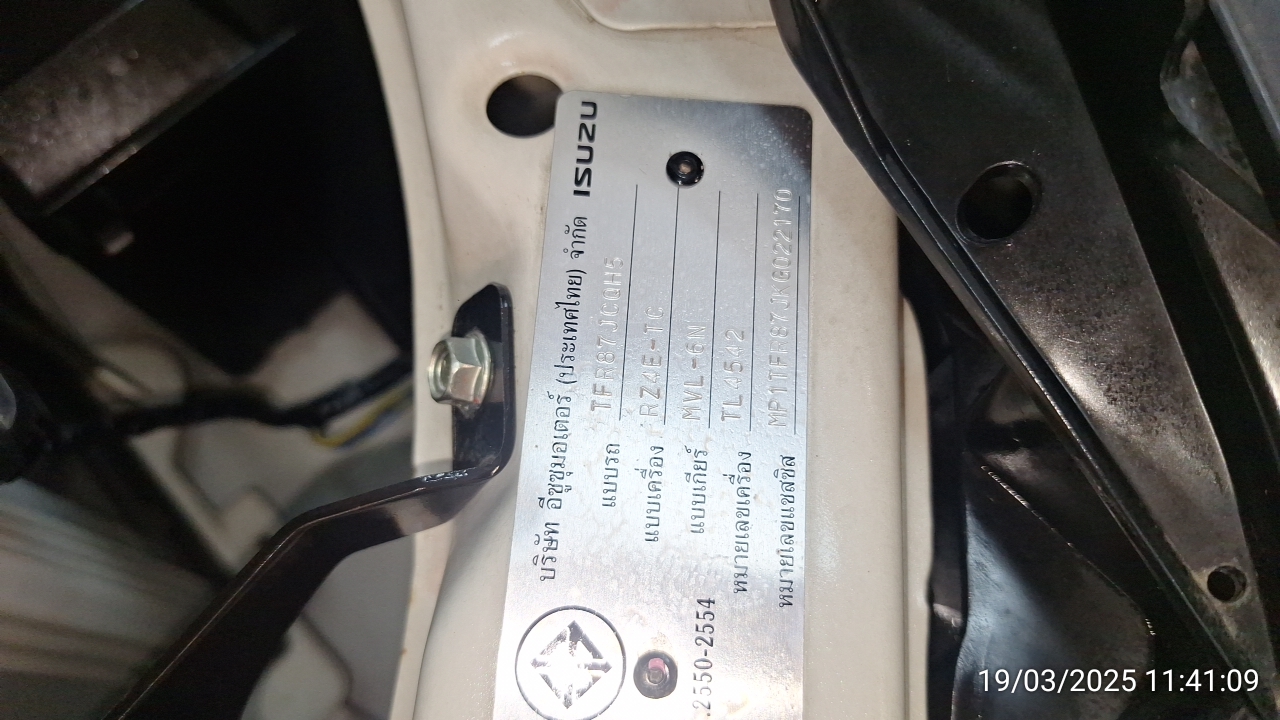 บริษัท อีซูซุมอเตอร์ (ประเทศไทย) จำกัด ISUZU
แบบรถ TFR87JCQH5
แบบเครื่อง RZ4E-TC
แบบเกียร์ MVL-6N
หมายเลขเครื่อง TL4542
หมายเลขแชสซิส MP1TFR87JKG022170
.2550-2554
19/03/2025 11:41:09